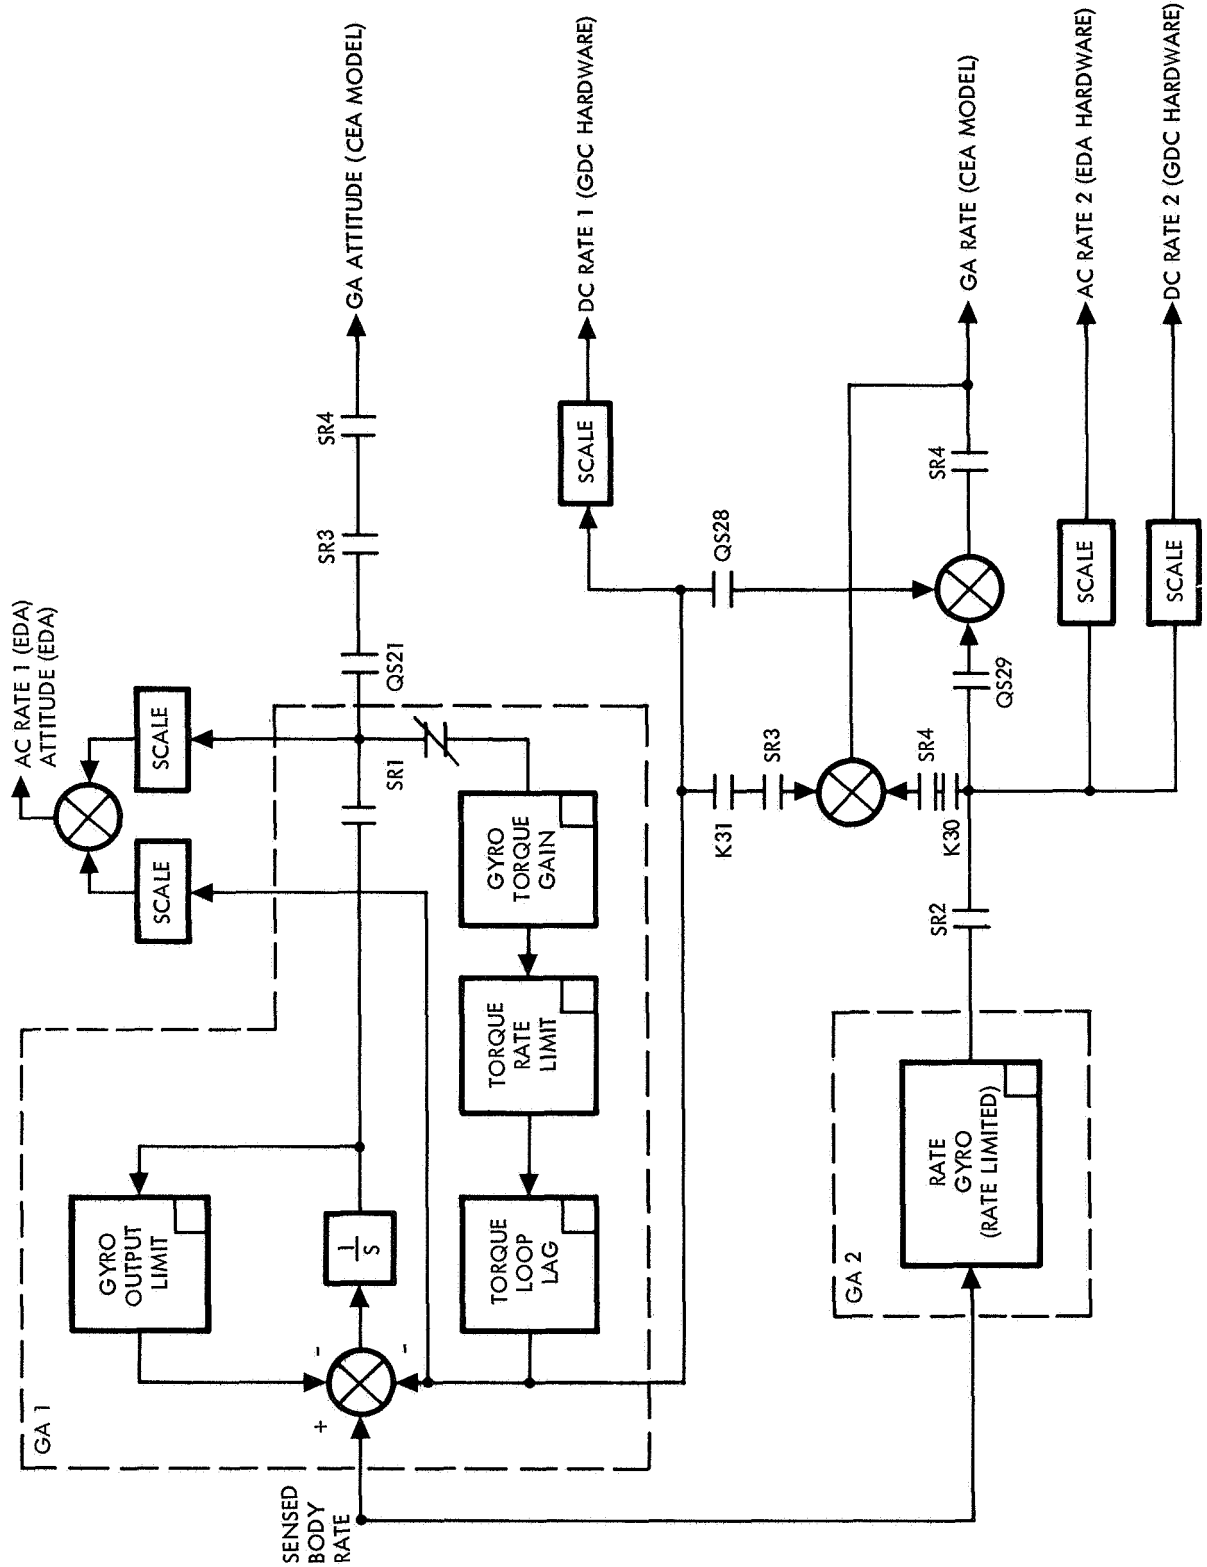 AC RATE 1 (EDA)
ATTITUDE (EDA)
SCALE
SCALE
GA 1
GYRO
OUTPUT
LIMIT
SENSED
BODY
RATE
+
-
-
1
S
SR1
QS21
SR3
SR4
GA ATTITUDE (CEA MODEL)
TORQUE
LOOP
LAG
TORQUE
RATE
LIMIT
GYRO
TORQUE
GAIN
SCALE
DC RATE 1 (GDC HARDWARE)
K31
SR3
QS28
GA 2
RATE
GYRO
(RATE LIMITED)
SR2
K30
SR4
QS29
SR4
GA RATE (CEA MODEL)
SCALE
AC RATE 2 (EDA HARDWARE)
SCALE
DC RATE 2 (GDC HARDWARE)